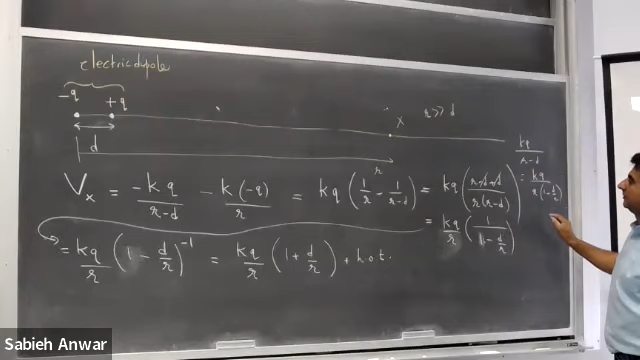 electric dipole
-q +q
d
x r >> d
r
V_x = -kq/(r-d) - k(-q)/r = kq (1/r - 1/(r-d)) = kq ((r-d-d)/(r(r-d)))
kq/(r-d)
= kq/(r(1-d/r))
= kq/r (1/(1-d/r))
= kq/r (1 - d/r)^-1 = kq/r (1 + d/r) + h.o.t.
Sabieh Anwar